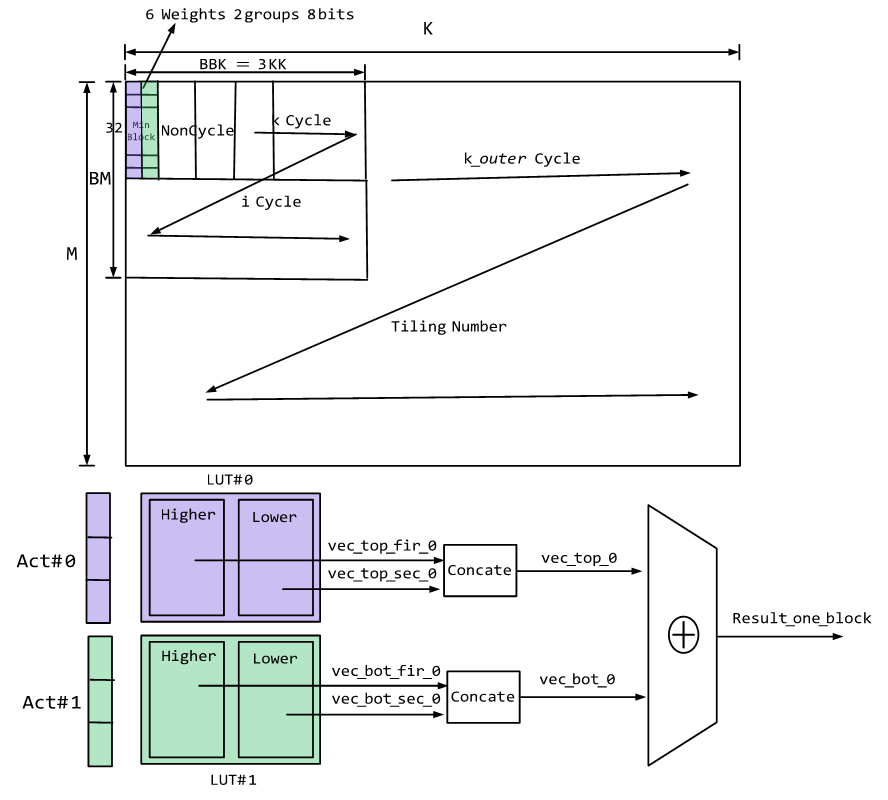 6 Weights 2groups 8bits
K
BBK = 3KK
32
Min
Block
NonCycle
k Cycle
k_outer Cycle
BM
i Cycle
M
Tiling Number
LUT#0
Higher
Lower
Act#0
vec_top_fir_0
vec_top_sec_0
Concate
vec_top_0
Result_one_block
Higher
Lower
Act#1
vec_bot_fir_0
vec_bot_sec_0
Concate
vec_bot_0
LUT#1